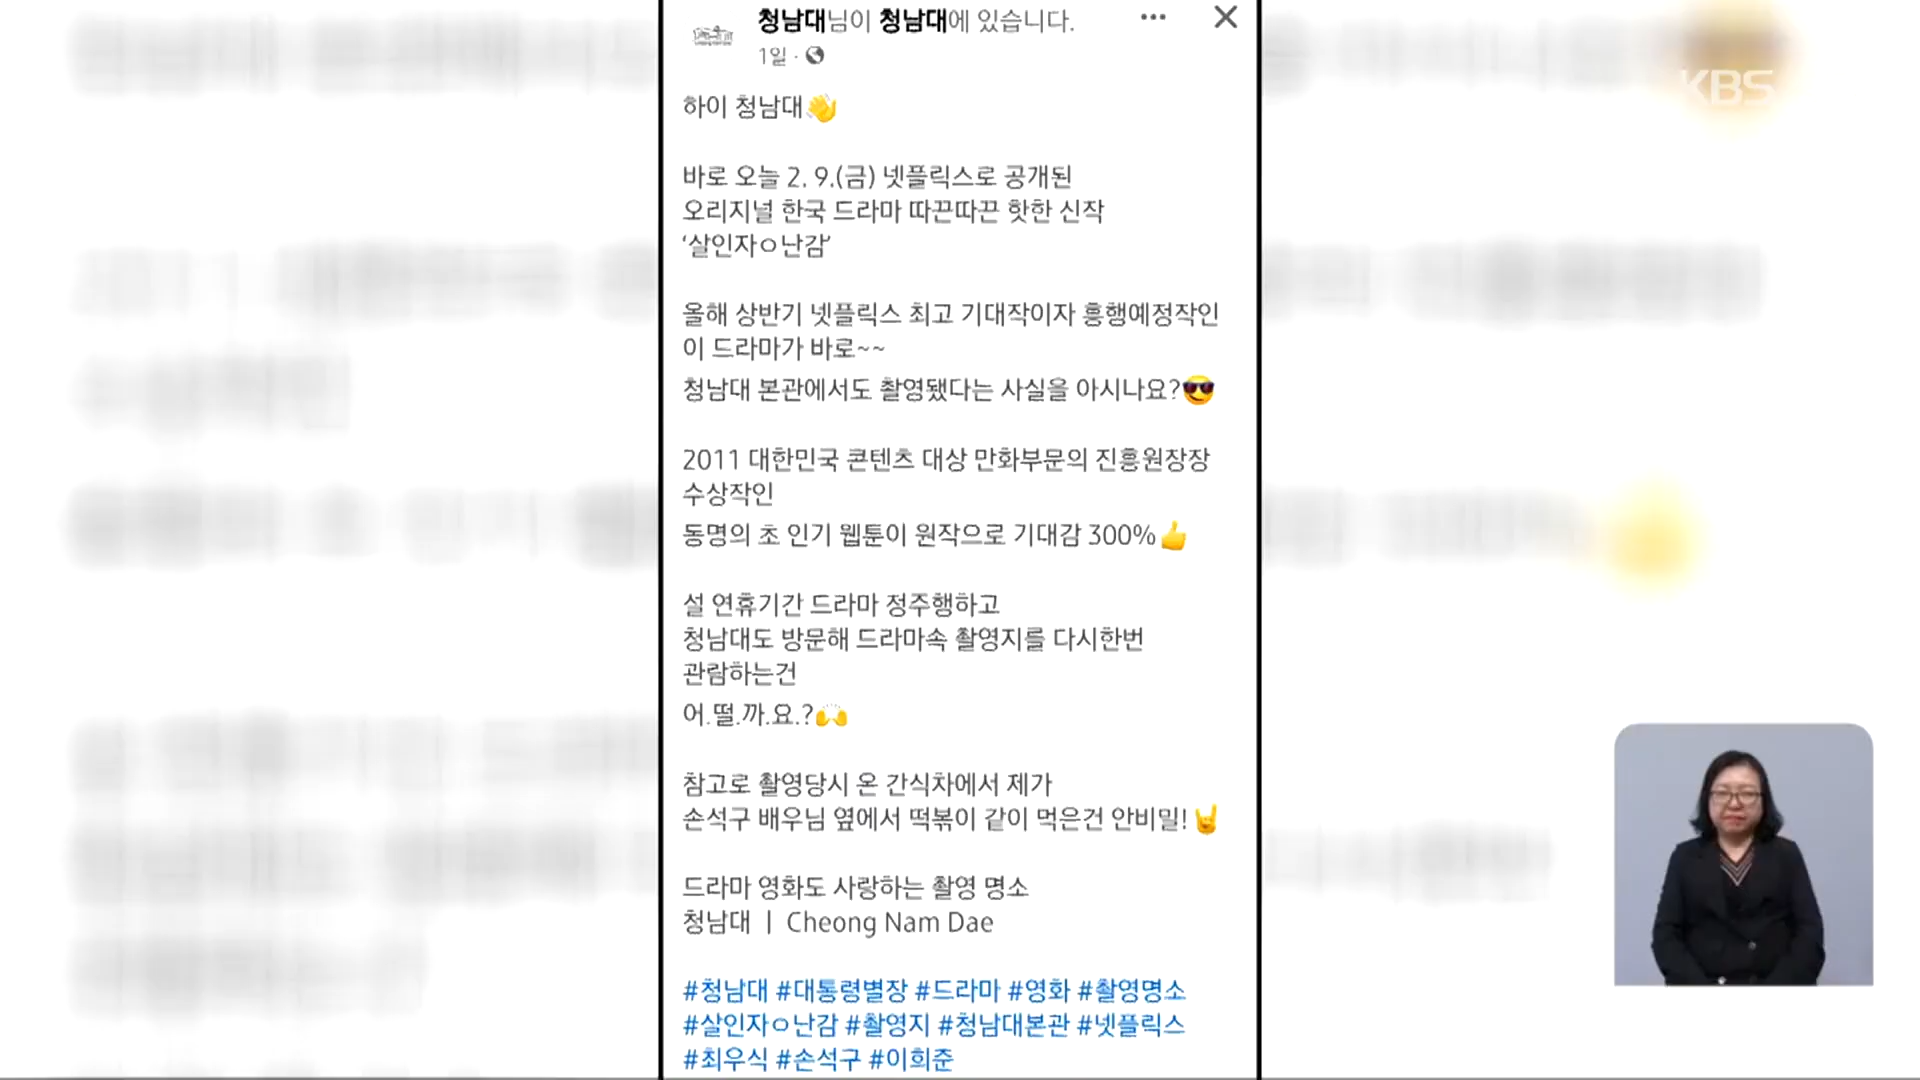 청남대님이 청남대에 있습니다.
1일
KBS
하이 청남대👋
바로 오늘 2. 9.(금) 넷플릭스로 공개된
오리지널 한국 드라마 따끈따끈 핫한 신작
‘살인자ㅇ난감’
올해 상반기 넷플릭스 최고 기대작이자 흥행예정작인
이 드라마가 바로~~
청남대 본관에서도 촬영됐다는 사실을 아시나요?😎
2011 대한민국 콘텐츠 대상 만화부문의 진흥원장장
수상작인
동명의 초 인기 웹툰이 원작으로 기대감 300%👍
설 연휴기간 드라마 정주행하고
청남대도 방문해 드라마속 촬영지를 다시한번
관람하는건
어.떨.까.요.?🙌
참고로 촬영당시 온 간식차에서 제가
손석구 배우님 옆에서 떡볶이 같이 먹은건 안비밀!🤘
드라마 영화도 사랑하는 촬영 명소
청남대 ㅣ Cheong Nam Dae
#청남대 #대통령별장 #드라마 #영화 #촬영명소
#살인자ㅇ난감 #촬영지 #청남대본관 #넷플릭스
#최우식 #손석구 #이희준